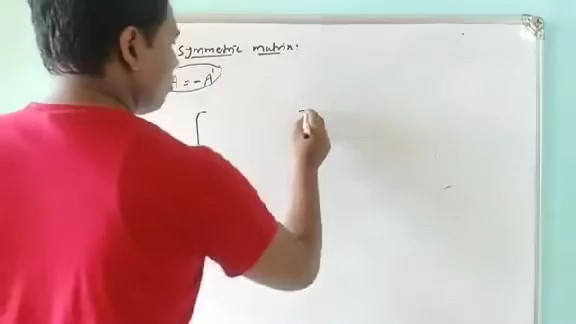 symmetric matrix:
A = -A'
[